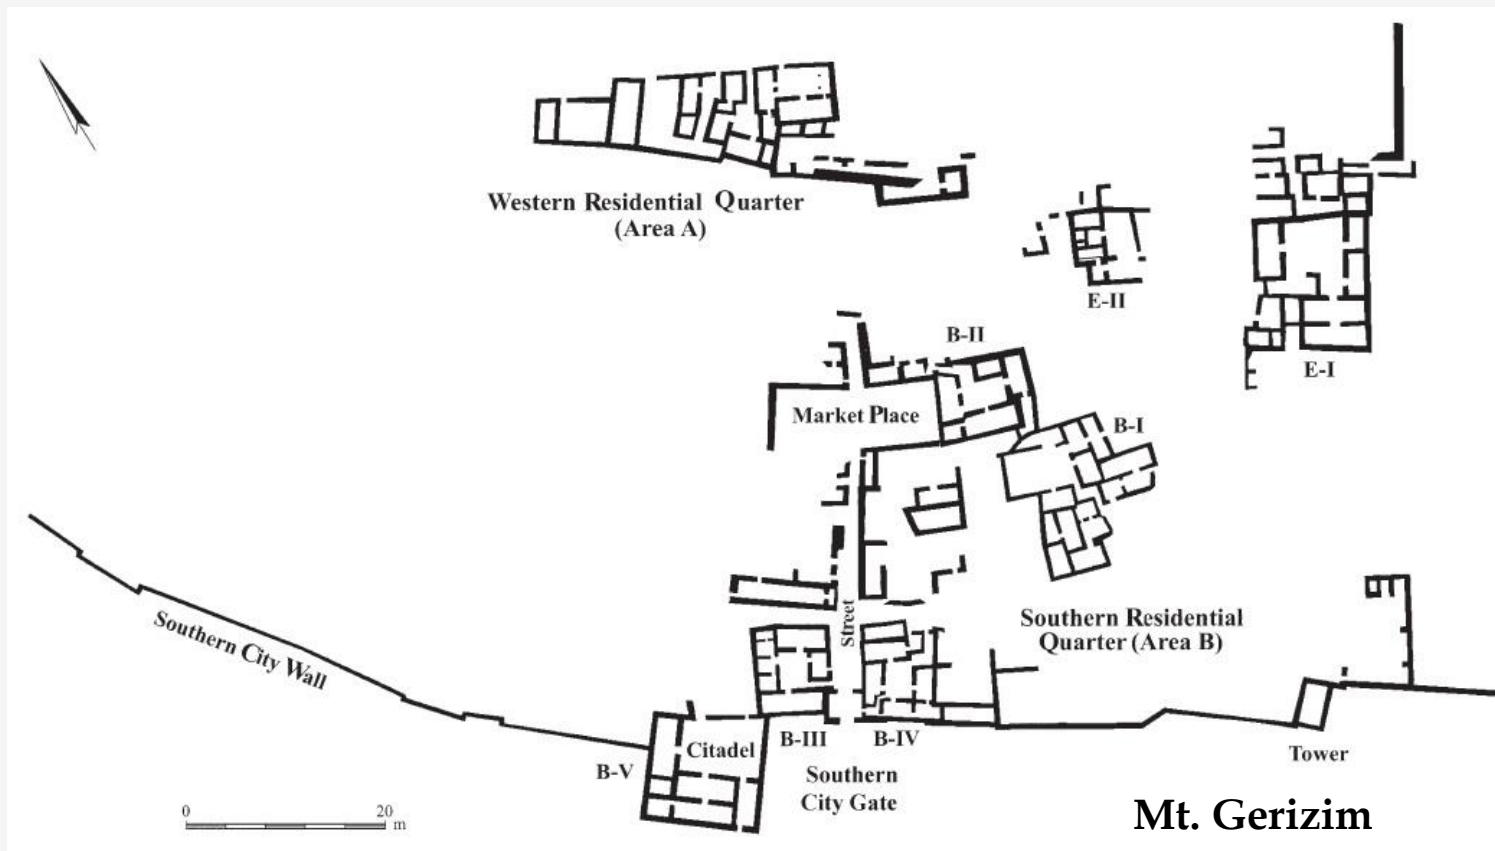 Western Residential Quarter
(Area A)
E-II
B-II
E-I
Market Place
B-I
Street
Southern Residential
Quarter (Area B)
Southern City Wall
B-III
B-IV
Citadel
B-V
Tower
Southern
City Gate
0 20
m
Mt. Gerizim